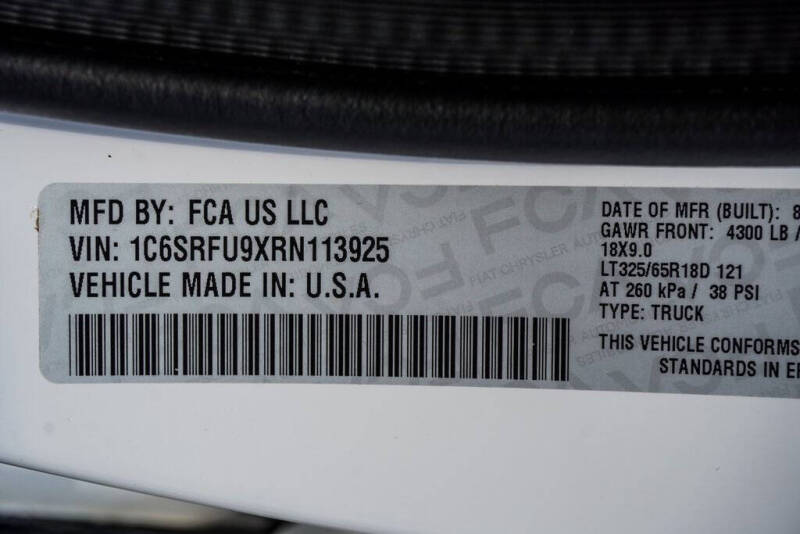 MFD BY: FCA US LLC
VIN: 1C6SRFU9XRN113925
VEHICLE MADE IN: U.S.A.
DATE OF MFR (BUILT): 8
GAWR FRONT: 4300 LB /
18X9.0
LT325/65R18D 121
AT 260 kPa / 38 PSI
TYPE: TRUCK
THIS VEHICLE CONFORMS
STANDARDS IN